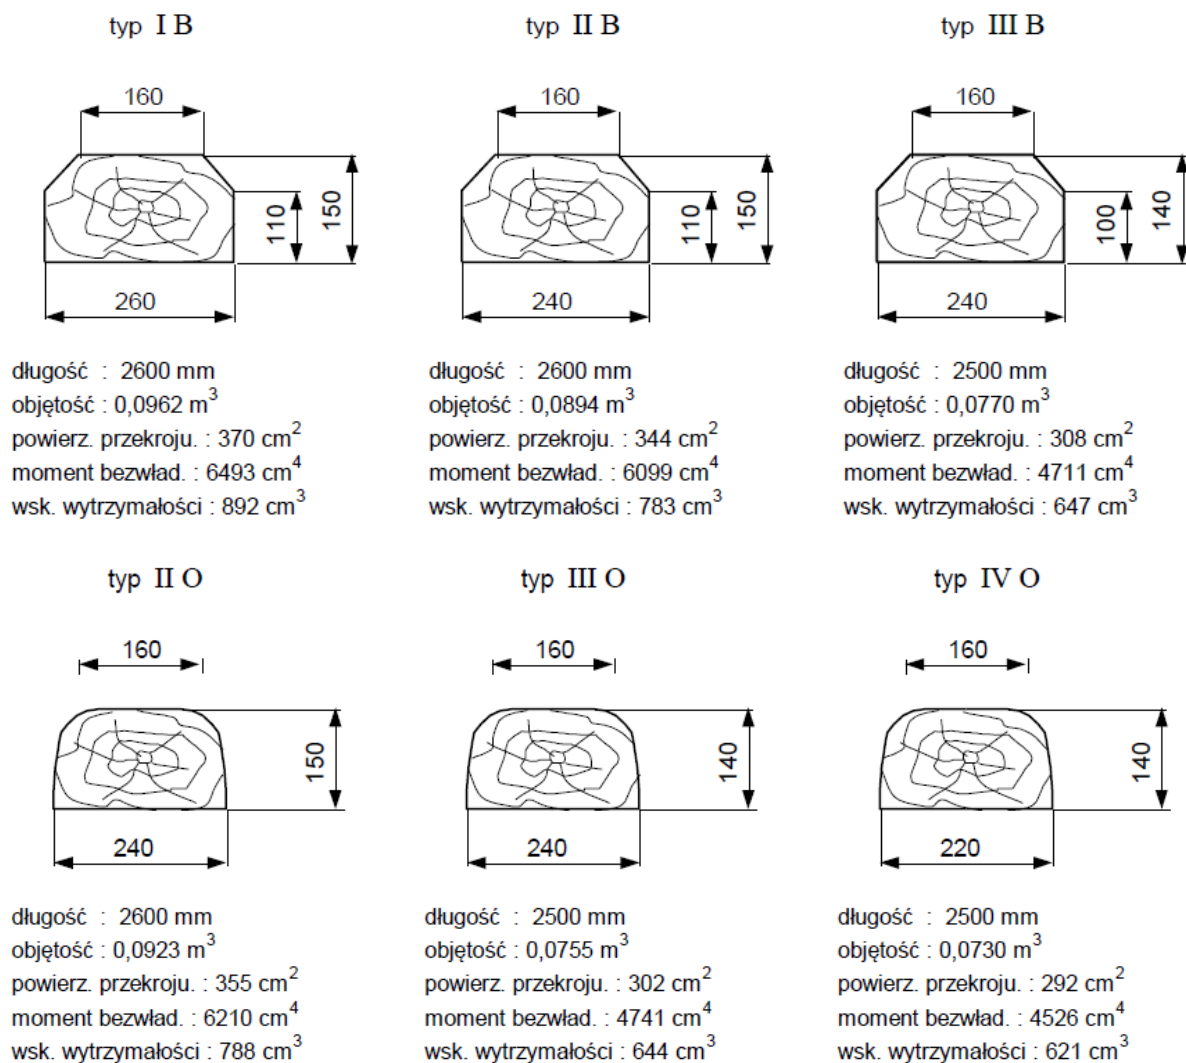 typ I B
160
150
110
260
długość : 2600 mm
objętość : 0,0962 m³
powierz. przekroju. : 370 cm²
moment bezwład. : 6493 cm⁴
wsk. wytrzymałości : 892 cm³
typ II B
160
150
110
240
długość : 2600 mm
objętość : 0,0894 m³
powierz. przekroju. : 344 cm²
moment bezwład. : 6099 cm⁴
wsk. wytrzymałości : 783 cm³
typ III B
160
140
100
240
długość : 2500 mm
objętość : 0,0770 m³
powierz. przekroju. : 308 cm²
moment bezwład. : 4711 cm⁴
wsk. wytrzymałości : 647 cm³
typ II O
160
150
240
długość : 2600 mm
objętość : 0,0923 m³
powierz. przekroju. : 355 cm²
moment bezwład. : 6210 cm⁴
wsk. wytrzymałości : 788 cm³
typ III O
160
140
240
długość : 2500 mm
objętość : 0,0755 m³
powierz. przekroju. : 302 cm²
moment bezwład. : 4741 cm⁴
wsk. wytrzymałości : 644 cm³
typ IV O
160
140
220
długość : 2500 mm
objętość : 0,0730 m³
powierz. przekroju. : 292 cm²
moment bezwład. : 4526 cm⁴
wsk. wytrzymałości : 621 cm³